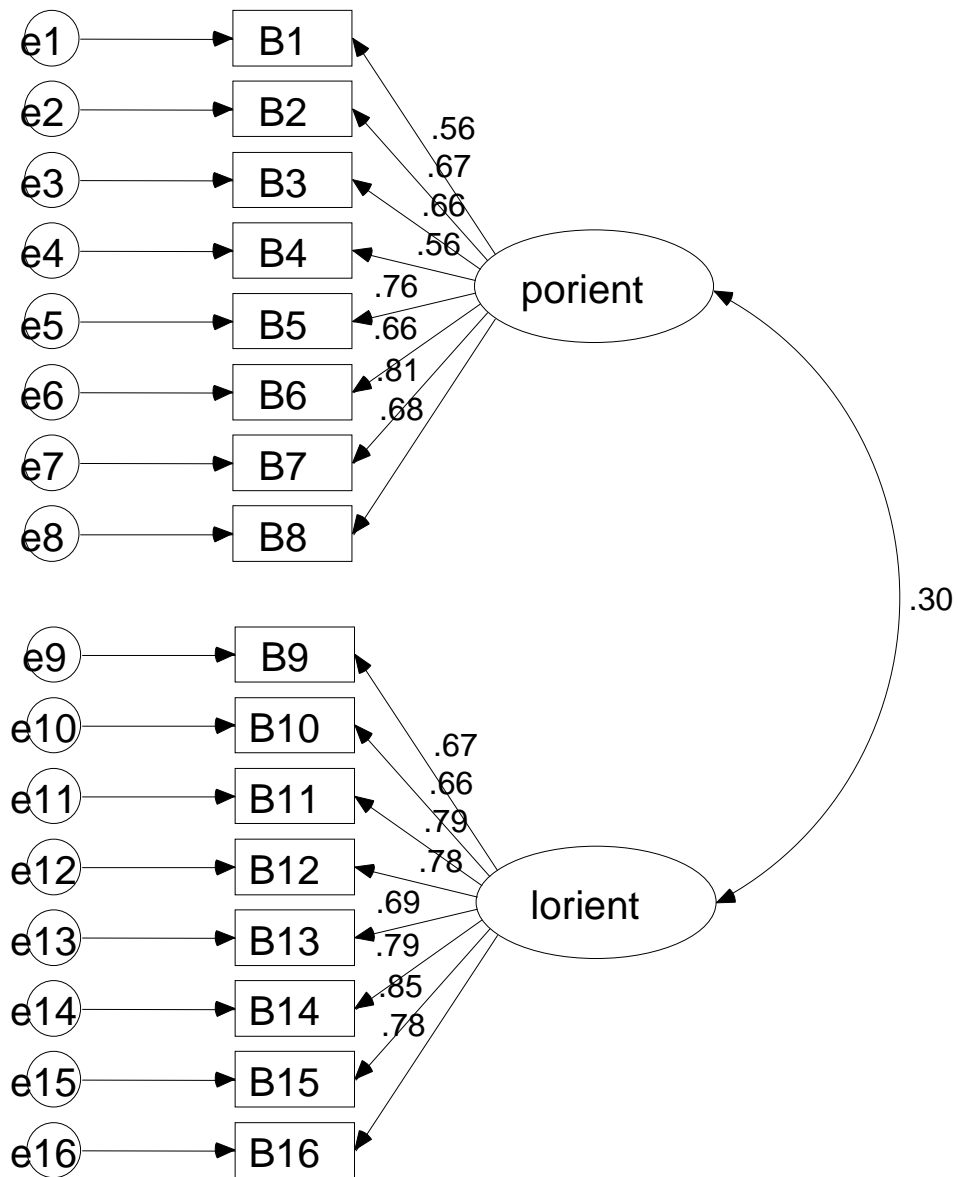 e1 B1
e2 B2
.56
e3 B3
.67
.66
e4 B4
.56
porient
.76
e5 B5
.66
e6 B6
.81
.68
e7 B7
e8 B8
.30
e9 B9
e10 B10
.67
.66
e11 B11
.79
e12 B12
.78
.69
lorient
e13 B13
.79
.85
e14 B14
.78
e15 B15
e16 B16